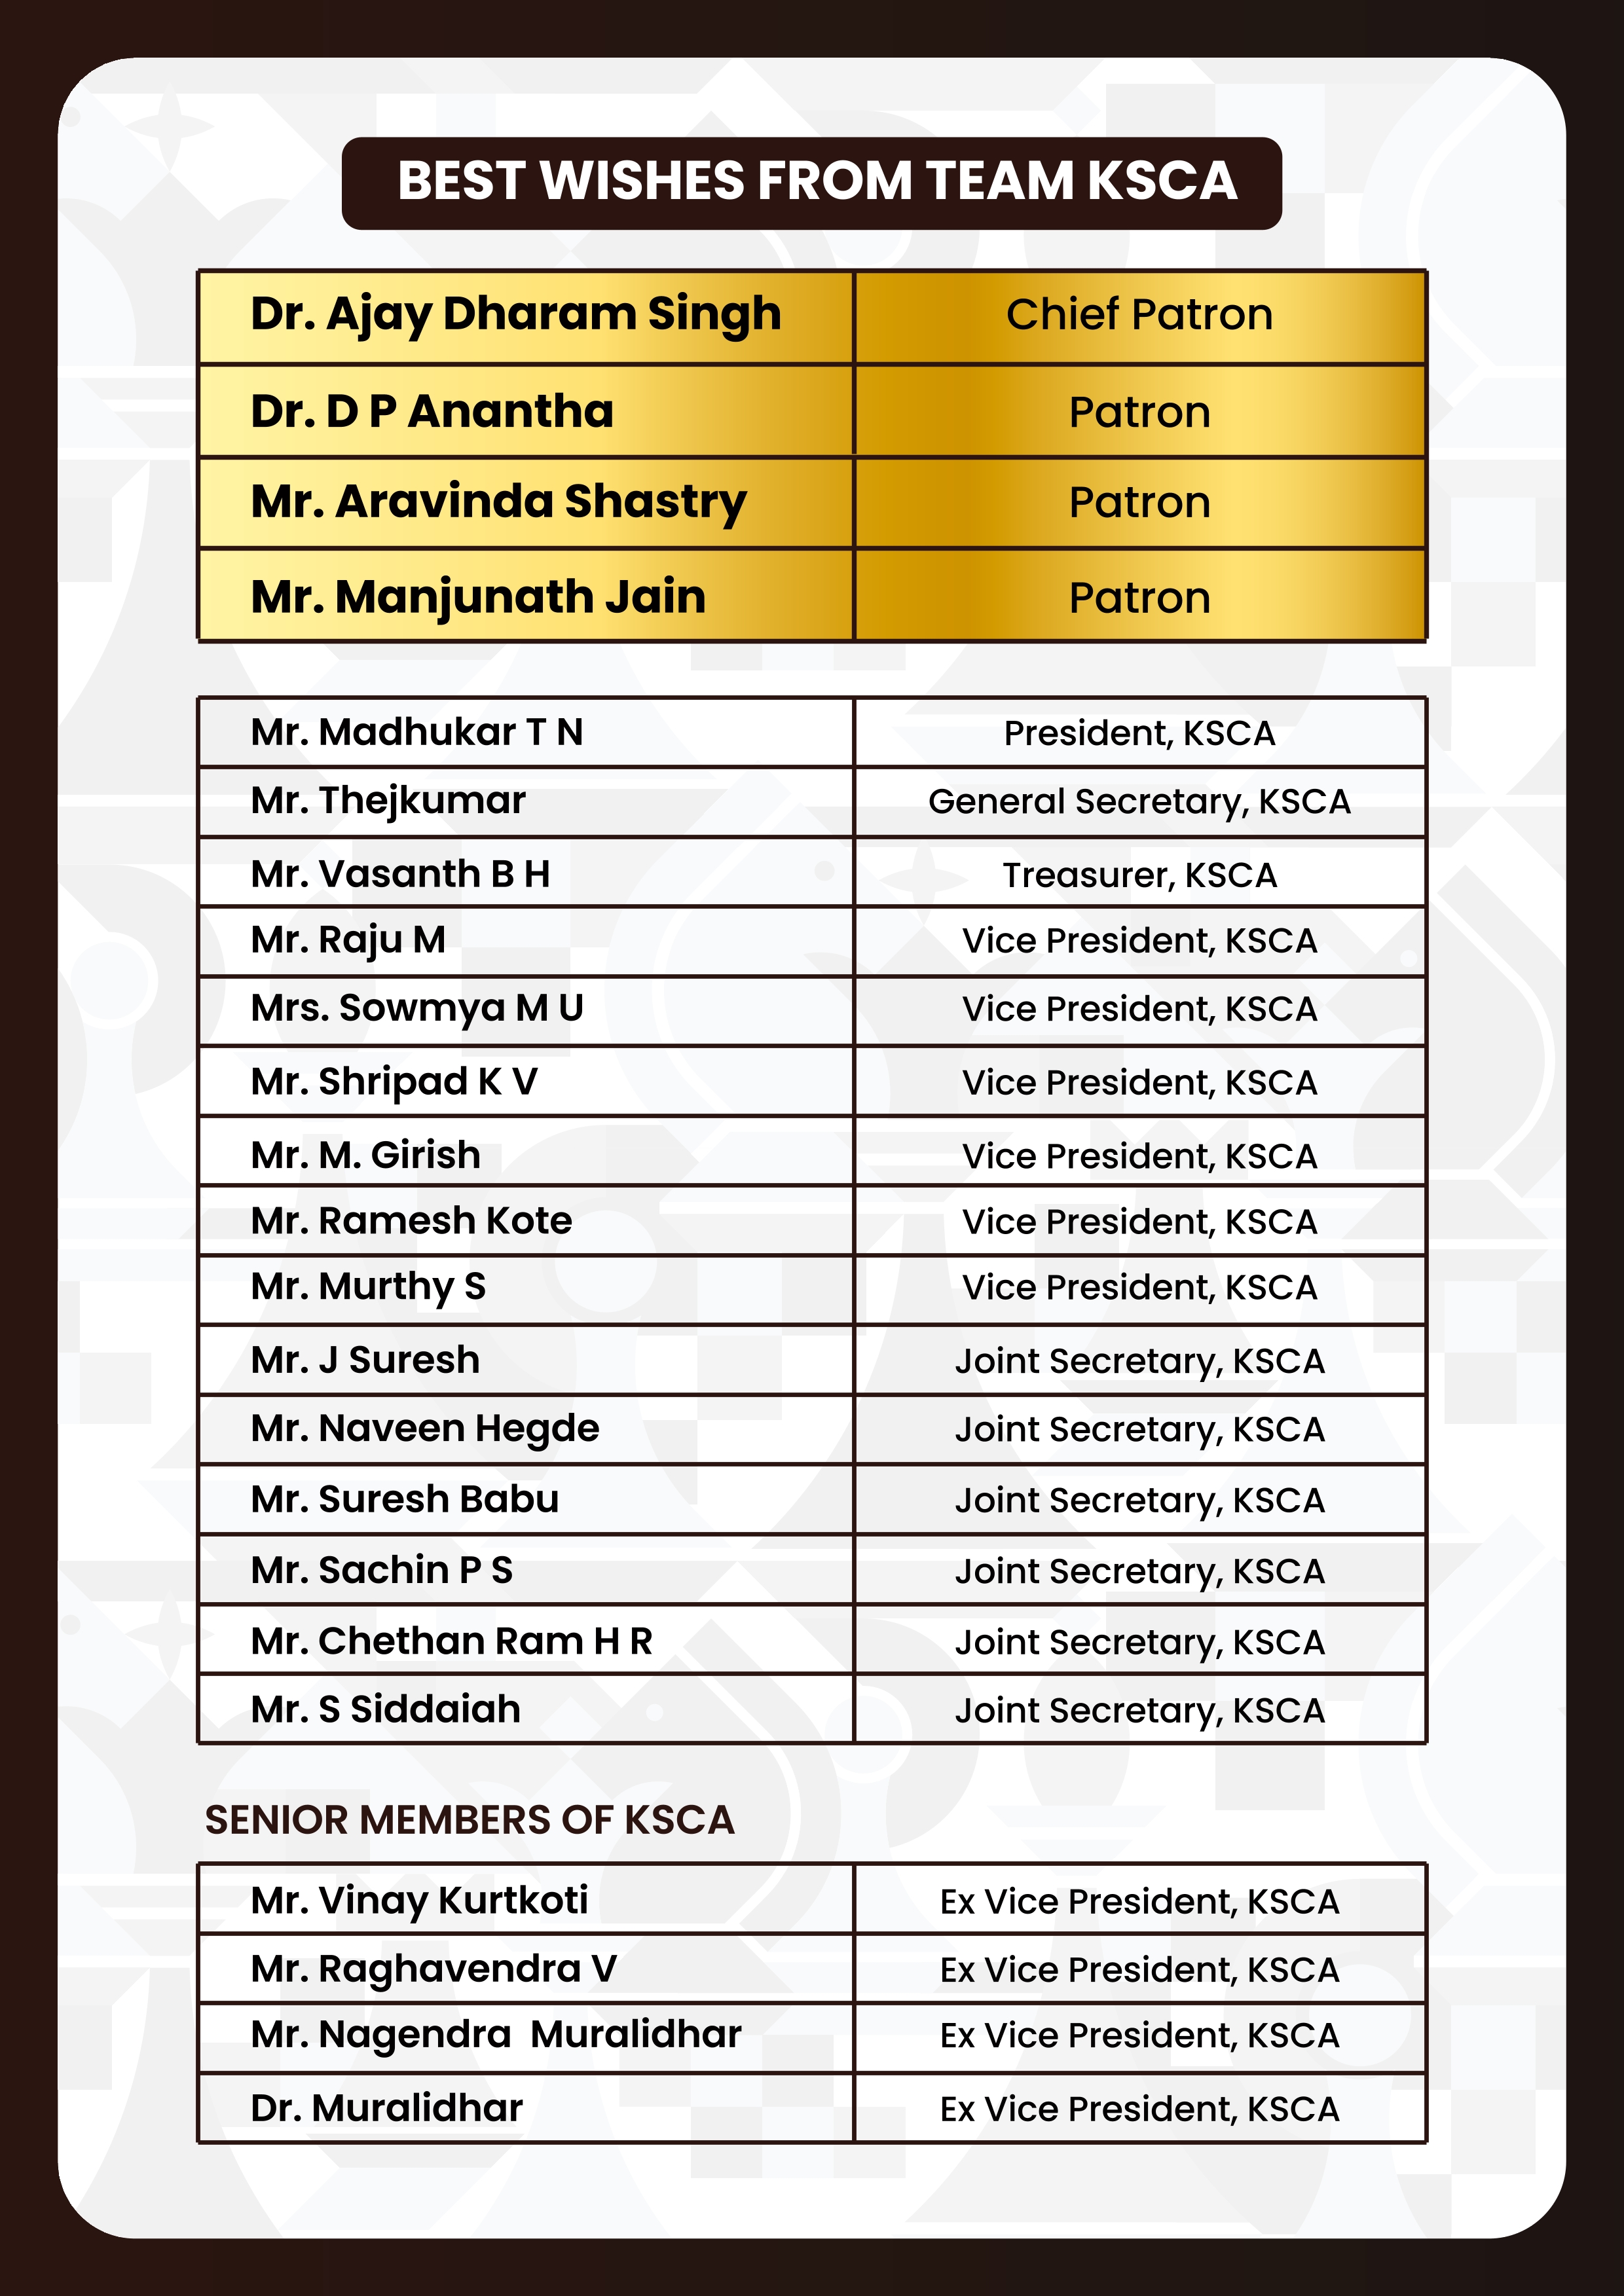 BEST WISHES FROM TEAM KSCA
Dr. Ajay Dharam Singh Chief Patron
Dr. D P Anantha Patron
Mr. Aravinda Shastry Patron
Mr. Manjunath Jain Patron
Mr. Madhukar T N President, KSCA
Mr. Thejkumar General Secretary, KSCA
Mr. Vasanth B H Treasurer, KSCA
Mr. Raju M Vice President, KSCA
Mrs. Sowmya M U Vice President, KSCA
Mr. Shripad K V Vice President, KSCA
Mr. M. Girish Vice President, KSCA
Mr. Ramesh Kote Vice President, KSCA
Mr. Murthy S Vice President, KSCA
Mr. J Suresh Joint Secretary, KSCA
Mr. Naveen Hegde Joint Secretary, KSCA
Mr. Suresh Babu Joint Secretary, KSCA
Mr. Sachin P S Joint Secretary, KSCA
Mr. Chethan Ram H R Joint Secretary, KSCA
Mr. S Siddaiah Joint Secretary, KSCA
SENIOR MEMBERS OF KSCA
Mr. Vinay Kurtkoti Ex Vice President, KSCA
Mr. Raghavendra V Ex Vice President, KSCA
Mr. Nagendra  Muralidhar Ex Vice President, KSCA
Dr. Muralidhar Ex Vice President, KSCA